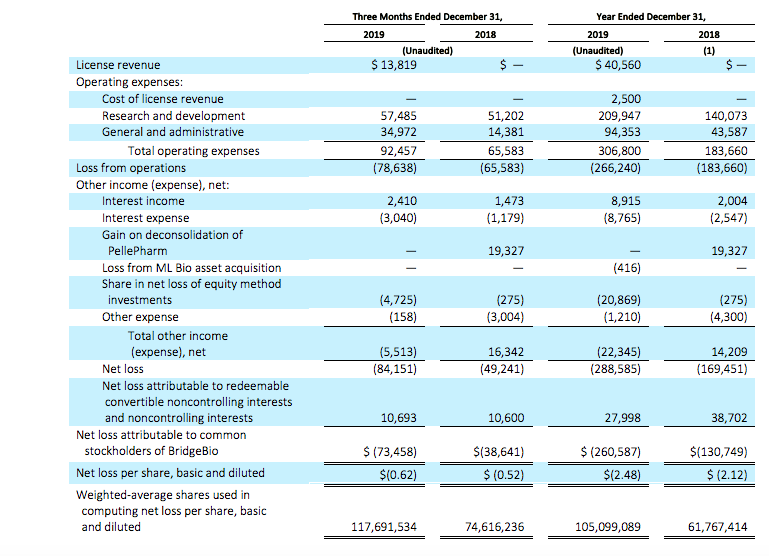 Three Months Ended December 31, Year Ended December 31,
2019 2018 2019 2018
(Unaudited) (Unaudited) (1)
License revenue $ 13,819 $ — $ 40,560 $ —
Operating expenses:
Cost of license revenue — — 2,500 —
Research and development 57,485 51,202 209,947 140,073
General and administrative 34,972 14,381 94,353 43,587
Total operating expenses 92,457 65,583 306,800 183,660
Loss from operations (78,638) (65,583) (266,240) (183,660)
Other income (expense), net:
Interest income 2,410 1,473 8,915 2,004
Interest expense (3,040) (1,179) (8,765) (2,547)
Gain on deconsolidation of
PellePharm — 19,327 — 19,327
Loss from ML Bio asset acquisition — — (416) —
Share in net loss of equity method
investments (4,725) (275) (20,869) (275)
Other expense (158) (3,004) (1,210) (4,300)
Total other income
(expense), net (5,513) 16,342 (22,345) 14,209
Net loss (84,151) (49,241) (288,585) (169,451)
Net loss attributable to redeemable
convertible noncontrolling interests
and noncontrolling interests 10,693 10,600 27,998 38,702
Net loss attributable to common
stockholders of BridgeBio $ (73,458) $(38,641) $ (260,587) $(130,749)
Net loss per share, basic and diluted $(0.62) $ (0.52) $(2.48) $ (2.12)
Weighted-average shares used in
computing net loss per share, basic
and diluted 117,691,534 74,616,236 105,099,089 61,767,414